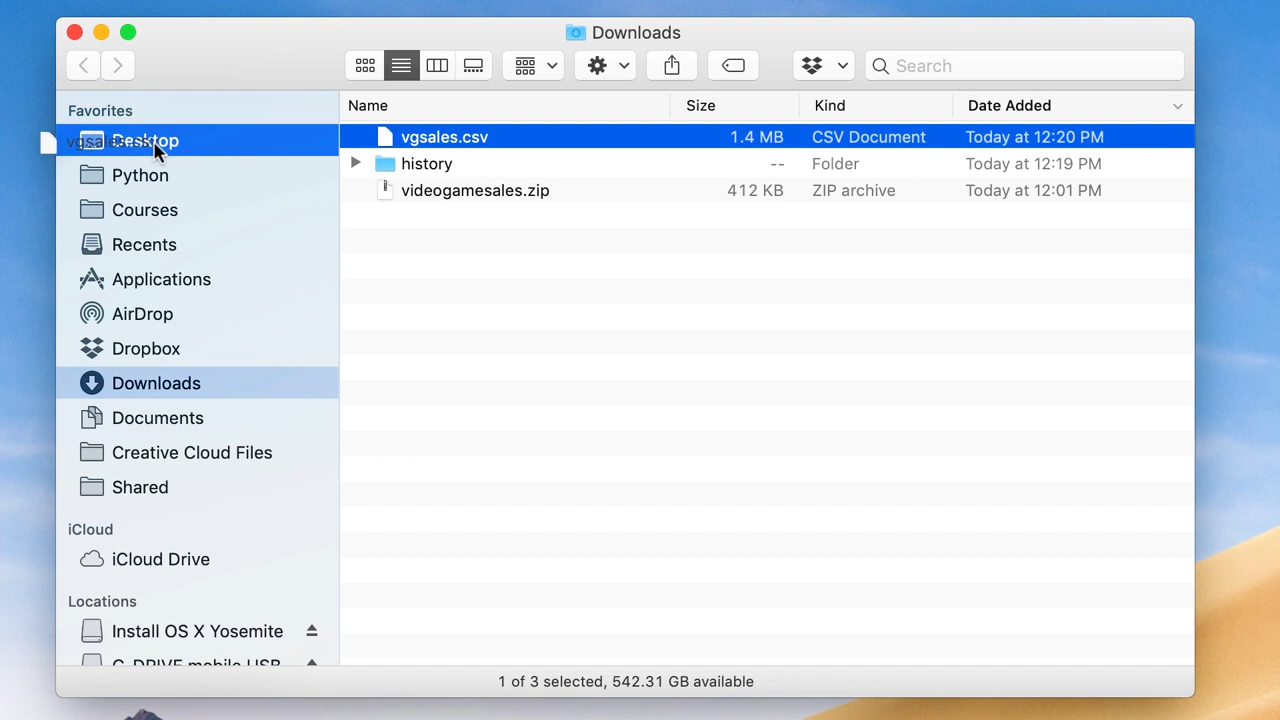 Downloads
Search
Favorites
Desktop
Python
Courses
Recents
Applications
AirDrop
Dropbox
Downloads
Documents
Creative Cloud Files
Shared
iCloud
iCloud Drive
Locations
Install OS X Yosemite
G-DRIVE mobile USB
Name Size Kind Date Added
vgsales.csv 1.4 MB CSV Document Today at 12:20 PM
history -- Folder Today at 12:19 PM
videogamesales.zip 412 KB ZIP archive Today at 12:01 PM
1 of 3 selected, 542.31 GB available